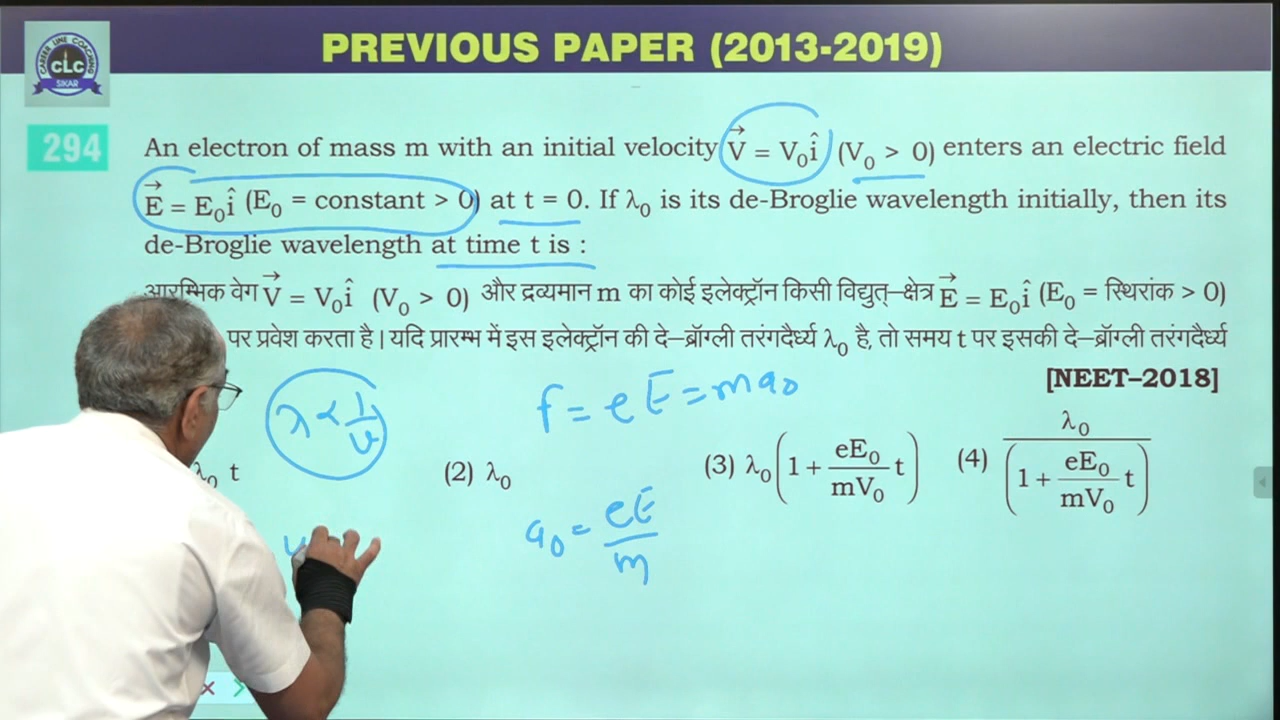 CAREER LINE COACHING
CLC
SIKAR
PREVIOUS PAPER (2013-2019)
294
An electron of mass m with an initial velocity V⃗ = V₀î (V₀ > 0) enters an electric field
E⃗ = E₀î (E₀ = constant > 0) at t = 0. If λ₀ is its de-Broglie wavelength initially, then its
de-Broglie wavelength at time t is :
आरम्भिक वेग V⃗ = V₀î (V₀ > 0) और द्रव्यमान m का कोई इलेक्ट्रॉन किसी विद्युत्–क्षेत्र E⃗ = E₀î (E₀ = स्थिरांक > 0)
पर प्रवेश करता है। यदि प्रारम्भ में इस इलेक्ट्रॉन की दे–ब्रॉग्ली तरंगदैर्ध्य λ₀ है, तो समय t पर इसकी दे–ब्रॉग्ली तरंगदैर्ध्य
[NEET–2018]
λ ∝ 1/v
f = eE = ma₀
λ₀ t
(2) λ₀
(3) λ₀(1 + eE₀/mV₀ t)
(4) λ₀/(1 + eE₀/mV₀ t)
a₀ = eE/m